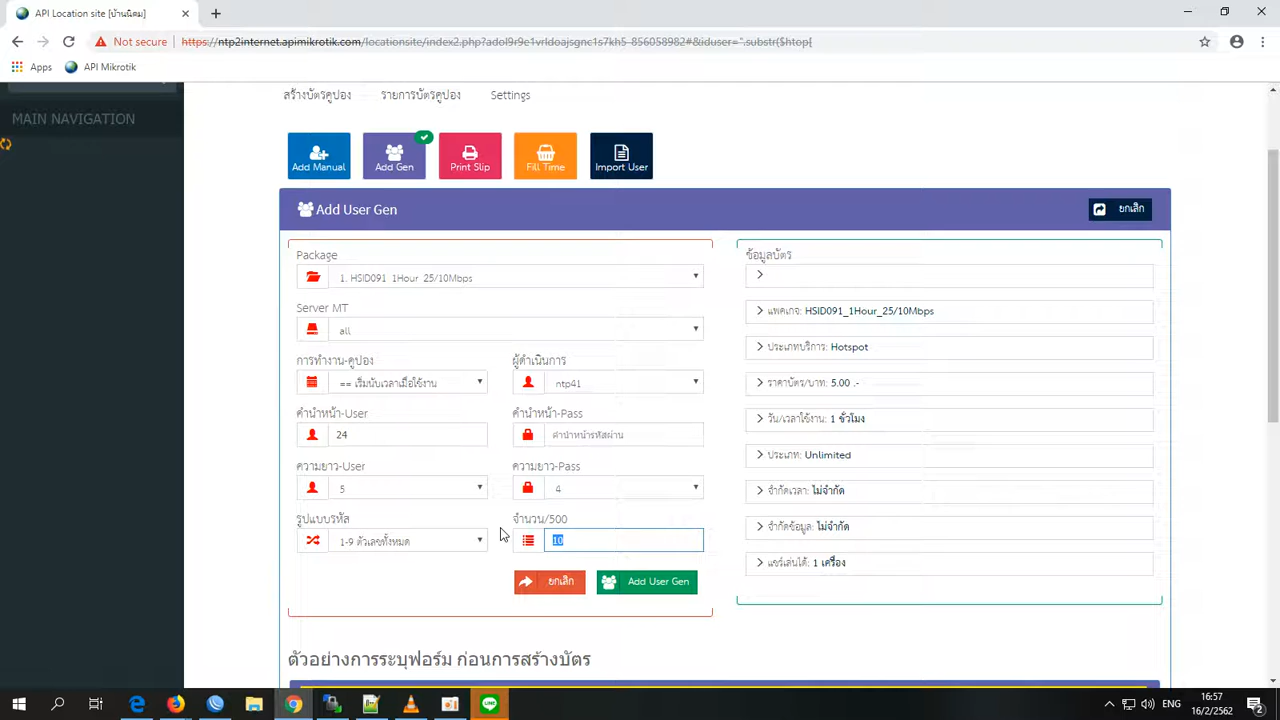 API Location site [บ้านนิคม]
Not secure
https://ntp2internet.apimikrotik.com/locationsite/index2.php?adol9r9e1vrldoajsgnc1s7kh5-856058982#&iduser=".substr($htop[
Apps
API Mikrotik
MAIN NAVIGATION
สร้างบัตรคูปอง
รายการบัตรคูปอง
Settings
Add Manual
Add Gen
Print Slip
Fill Time
Import User
Add User Gen
ยกเลิก
Package
1. HSID091 1Hour 25/10Mbps
Server MT
all
การทำงาน-คูปอง
ผู้ดำเนินการ
== เริ่มนับเวลาเมื่อใช้งาน
ntp41
คำนำหน้า-User
คำนำหน้า-Pass
24
คำนำหน้ารหัสผ่าน
ความยาว-User
ความยาว-Pass
5
4
รูปแบบรหัส
จำนวน/500
1-9 ตัวเลขทั้งหมด
10
ยกเลิก
Add User Gen
ข้อมูลบัตร
แพคเกจ: HSID091_1Hour_25/10Mbps
ประเภทบริการ: Hotspot
ราคาบัตร/บาท: 5.00 .-
วัน/เวลาใช้งาน: 1 ชั่วโมง
ประเภท: Unlimited
จำกัดเวลา: ไม่จำกัด
จำกัดข้อมูล: ไม่จำกัด
แชร์เล่นได้: 1 เครื่อง
ตัวอย่างการระบุฟอร์ม ก่อนการสร้างบัตร
ENG
16:57
16/2/2562